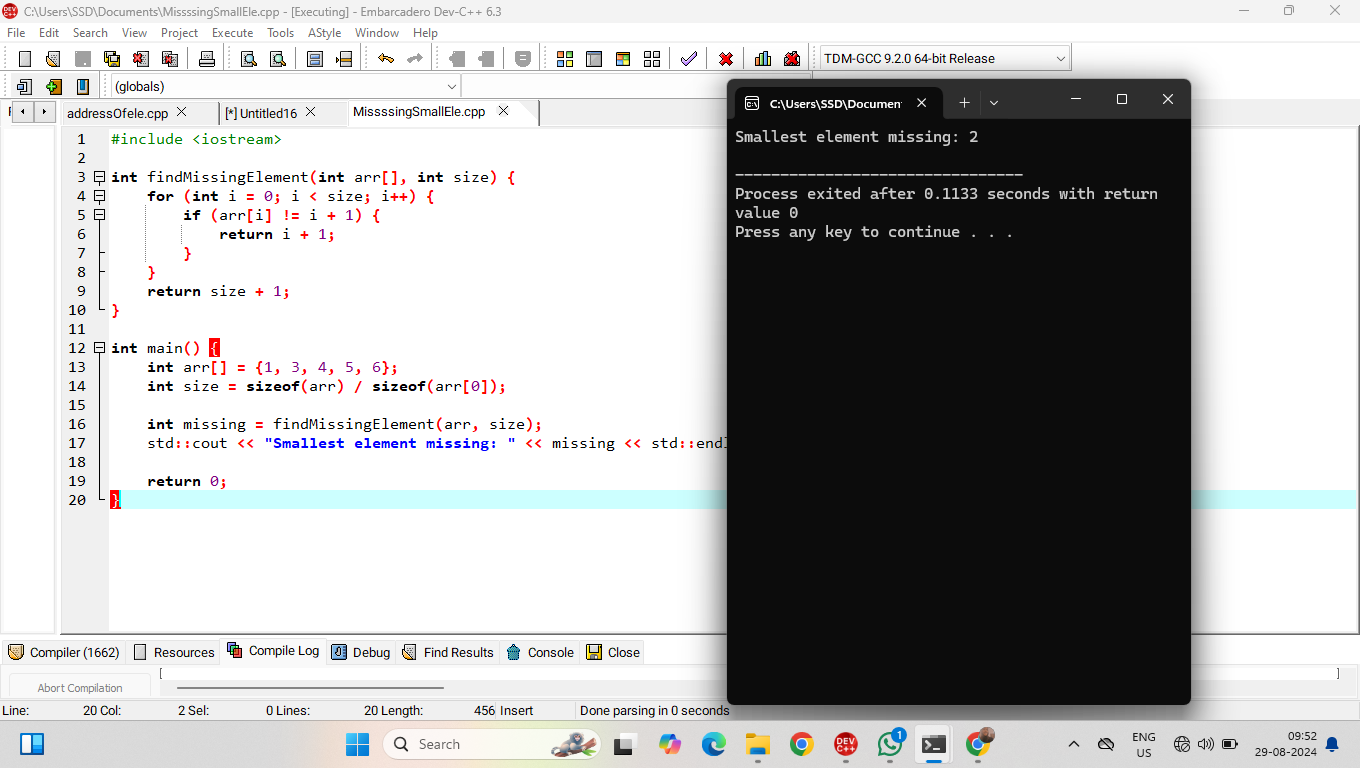 C:\Users\SSD\Documents\MissssingSmallEle.cpp - [Executing] - Embarcadero Dev-C++ 6.3
File Edit Search View Project Execute Tools AStyle Window Help
TDM-GCC 9.2.0 64-bit Release
(globals)
addressOfele.cpp [*] Untitled16 MissssingSmallEle.cpp
1 #include <iostream>
2
3 int findMissingElement(int arr[], int size) {
4 for (int i = 0; i < size; i++) {
5 if (arr[i] != i + 1) {
6 return i + 1;
7 }
8 }
9 return size + 1;
10 }
11
12 int main() {
13 int arr[] = {1, 3, 4, 5, 6};
14 int size = sizeof(arr) / sizeof(arr[0]);
15
16 int missing = findMissingElement(arr, size);
17 std::cout << "Smallest element missing: " << missing << std::endl
18
19 return 0;
20 }
C:\Users\SSD\Documen
Smallest element missing: 2
--------------------------------
Process exited after 0.1133 seconds with return
value 0
Press any key to continue . . .
Compiler (1662) Resources Compile Log Debug Find Results Console Close
Abort Compilation
Line: 20 Col: 2 Sel: 0 Lines: 20 Length: 456 Insert Done parsing in 0 seconds
Search
DEV C++
1
ENG
US
09:52
29-08-2024